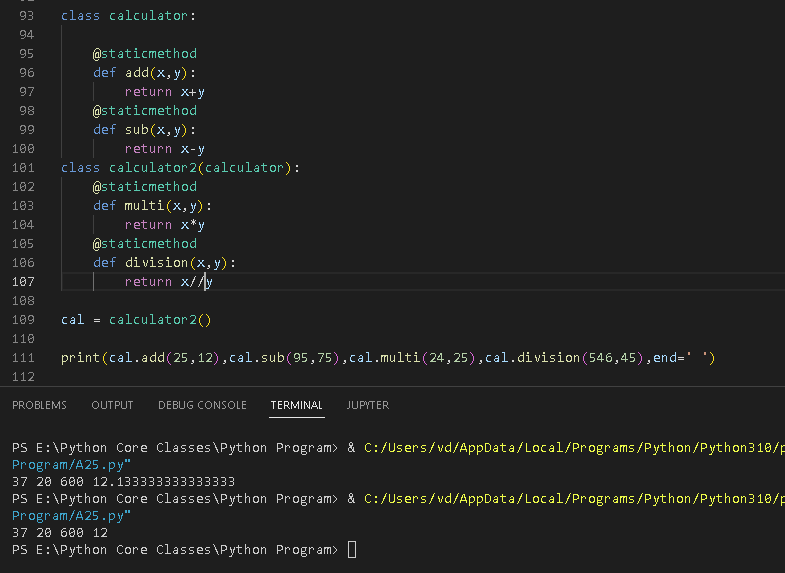 93 class calculator:
94
95 @staticmethod
96 def add(x,y):
97 return x+y
98 @staticmethod
99 def sub(x,y):
100 return x-y
101 class calculator2(calculator):
102 @staticmethod
103 def multi(x,y):
104 return x*y
105 @staticmethod
106 def division(x,y):
107 return x//y
108
109 cal = calculator2()
110
111 print(cal.add(25,12),cal.sub(95,75),cal.multi(24,25),cal.division(546,45),end=' ')
112
PROBLEMS OUTPUT DEBUG CONSOLE TERMINAL JUPYTER
PS E:\Python Core Classes\Python Program> & C:/Users/vd/AppData/Local/Programs/Python/Python310/p
Program/A25.py"
37 20 600 12.133333333333333
PS E:\Python Core Classes\Python Program> & C:/Users/vd/AppData/Local/Programs/Python/Python310/p
Program/A25.py"
37 20 600 12
PS E:\Python Core Classes\Python Program>